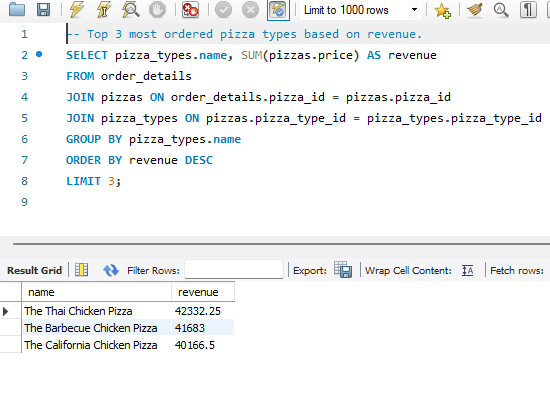 Limit to 1000 rows
1 -- Top 3 most ordered pizza types based on revenue.
2 SELECT pizza_types.name, SUM(pizzas.price) AS revenue
3 FROM order_details
4 JOIN pizzas ON order_details.pizza_id = pizzas.pizza_id
5 JOIN pizza_types ON pizzas.pizza_type_id = pizza_types.pizza_type_id
6 GROUP BY pizza_types.name
7 ORDER BY revenue DESC
8 LIMIT 3;
9
Result Grid Filter Rows: Export: Wrap Cell Content: Fetch rows:
name revenue
The Thai Chicken Pizza 42332.25
The Barbecue Chicken Pizza 41683
The California Chicken Pizza 40166.5